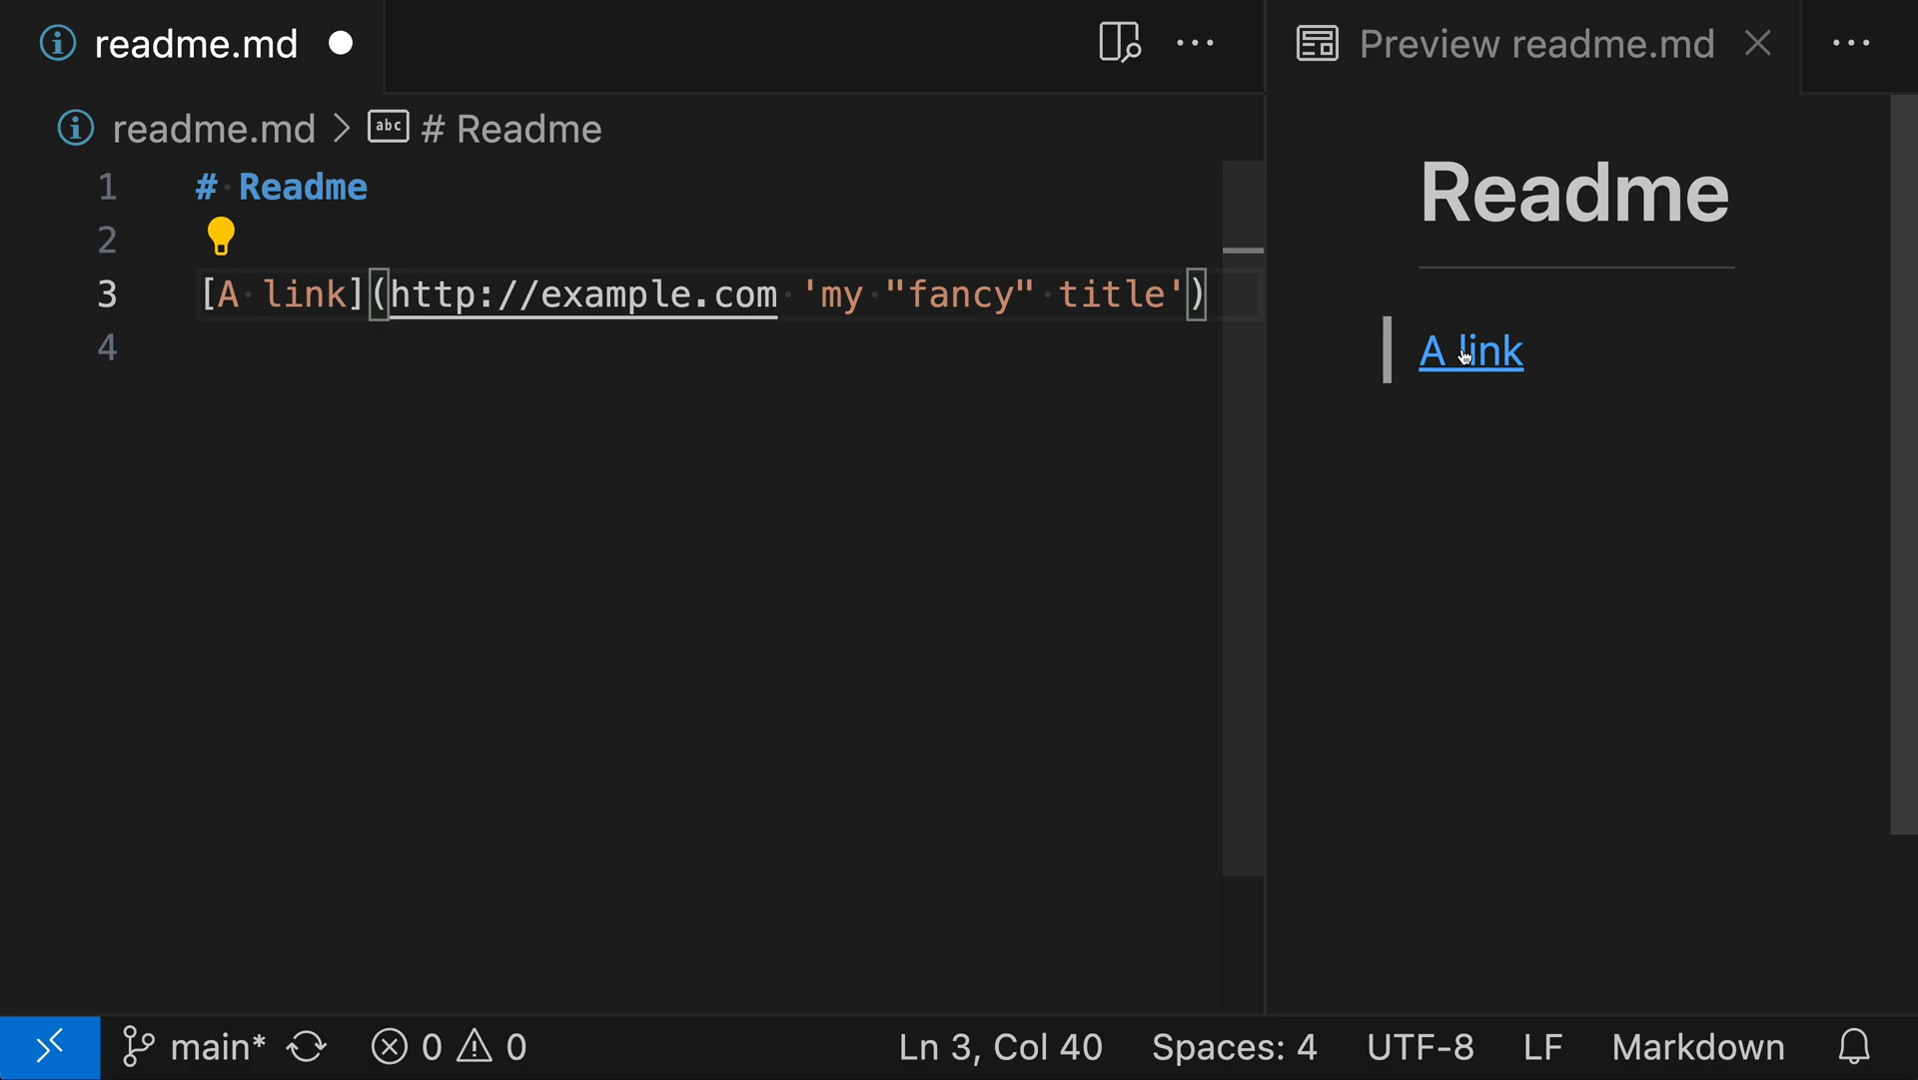 readme.md
Preview readme.md
readme.md > abc # Readme
1 # Readme
2
3 [A link](http://example.com 'my "fancy" title')
4
Readme
A link
main* 0 0 Ln 3, Col 40 Spaces: 4 UTF-8 LF Markdown